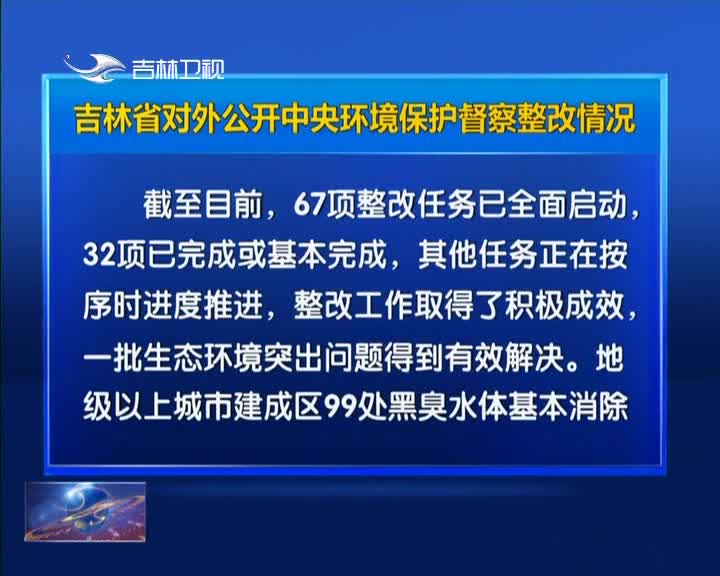 吉林卫视
吉林省对外公开中央环境保护督察整改情况
截至目前，67项整改任务已全面启动，
32项已完成或基本完成，其他任务正在按
序时进度推进，整改工作取得了积极成效，
一批生态环境突出问题得到有效解决。地
级以上城市建成区99处黑臭水体基本消除